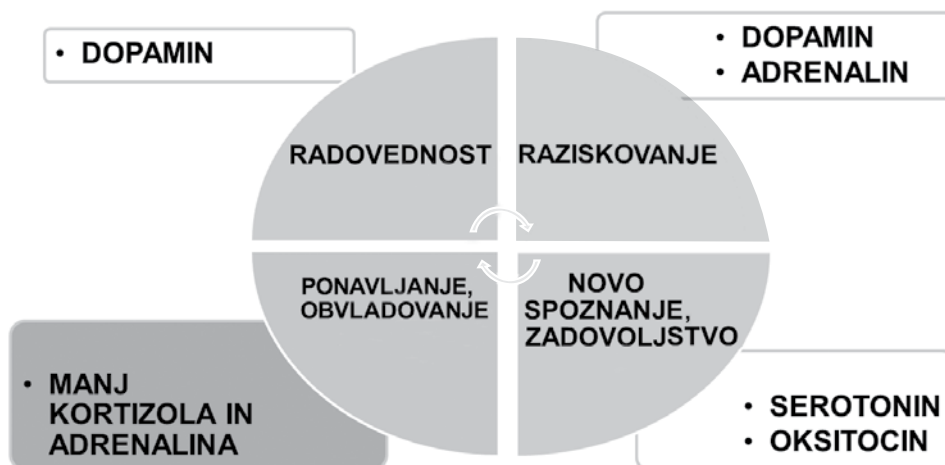 • DOPAMIN
• DOPAMIN
• ADRENALIN
RADOVEDNOST
RAZISKOVANJE
PONAVLJANJE,
OBVLADOVANJE
NOVO
SPOZNANJE,
ZADOVOLJSTVO
• MANJ
KORTIZOLA IN
ADRENALINA
• SEROTONIN
• OKSITOCIN